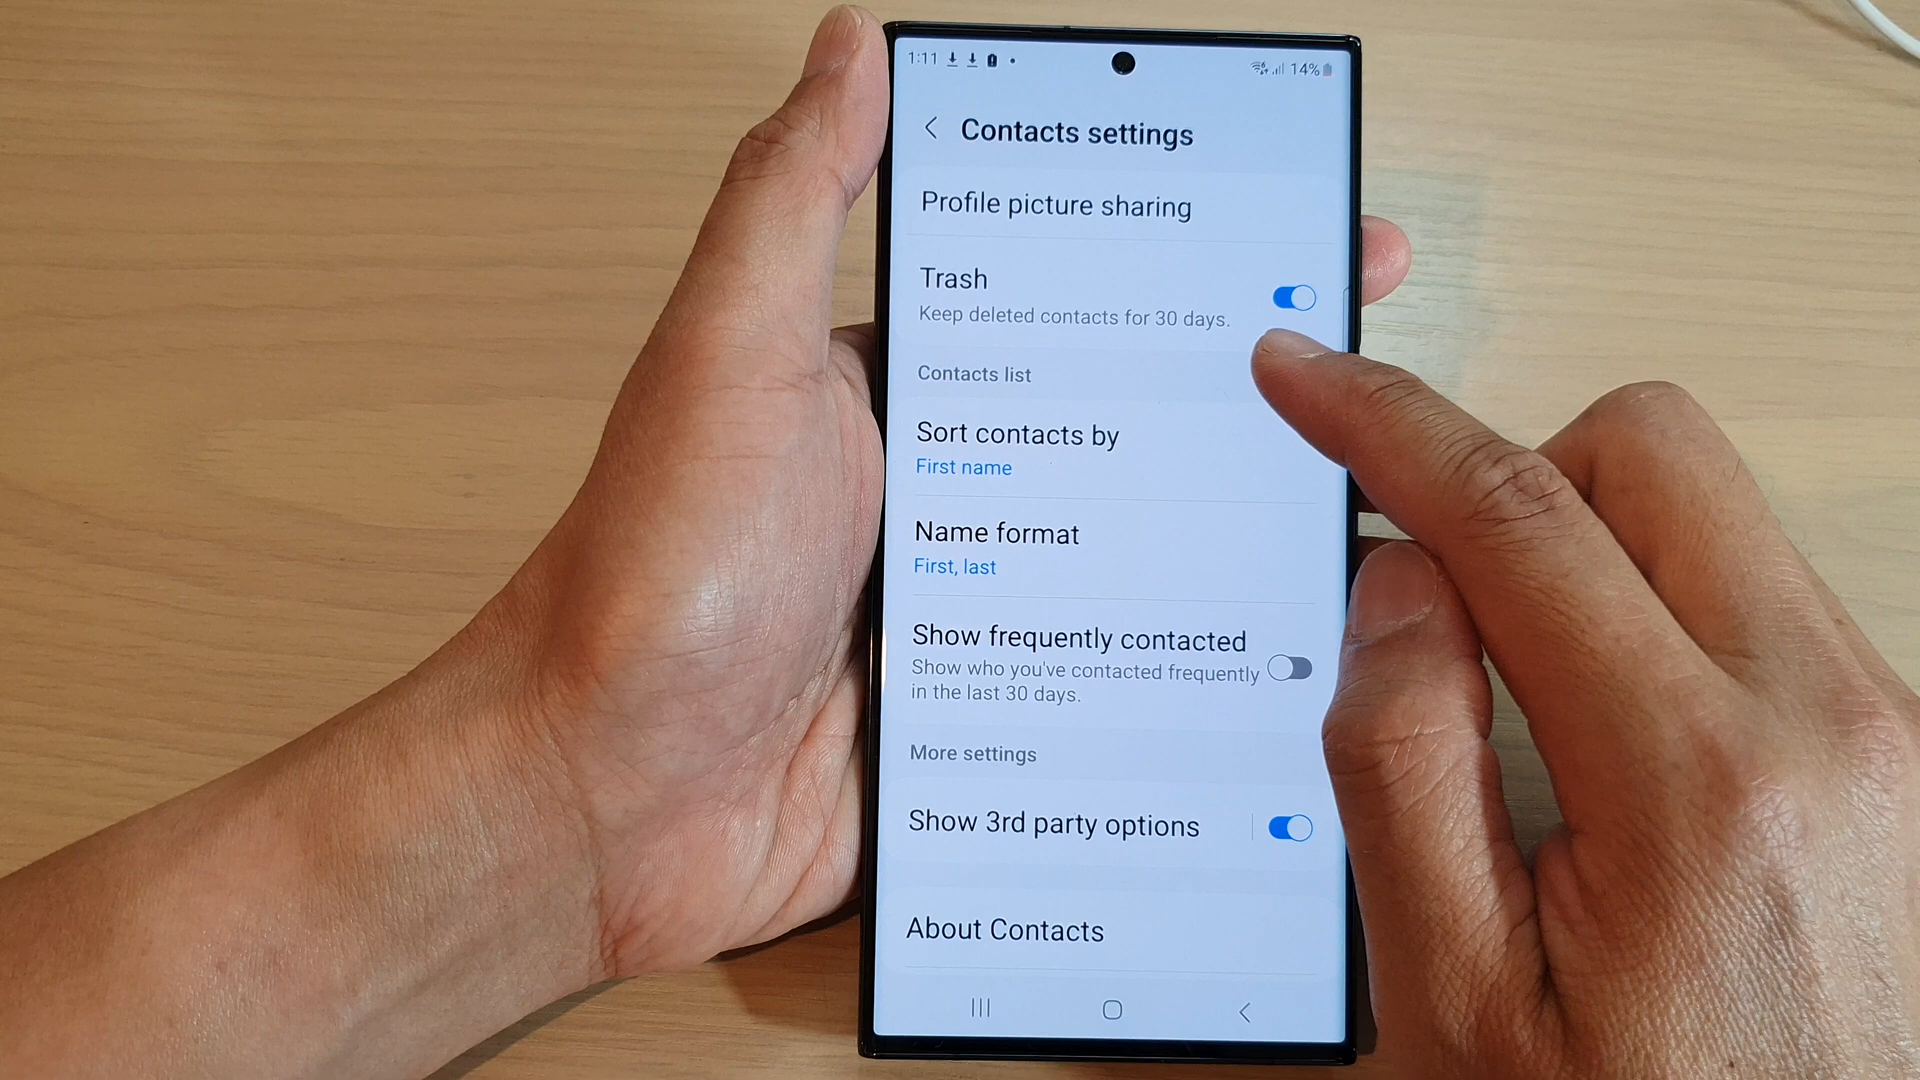 1:11
14%
Contacts settings
Profile picture sharing
Trash
Keep deleted contacts for 30 days.
Contacts list
Sort contacts by
First name
Name format
First, last
Show frequently contacted
Show who you've contacted frequently
in the last 30 days.
More settings
Show 3rd party options
About Contacts